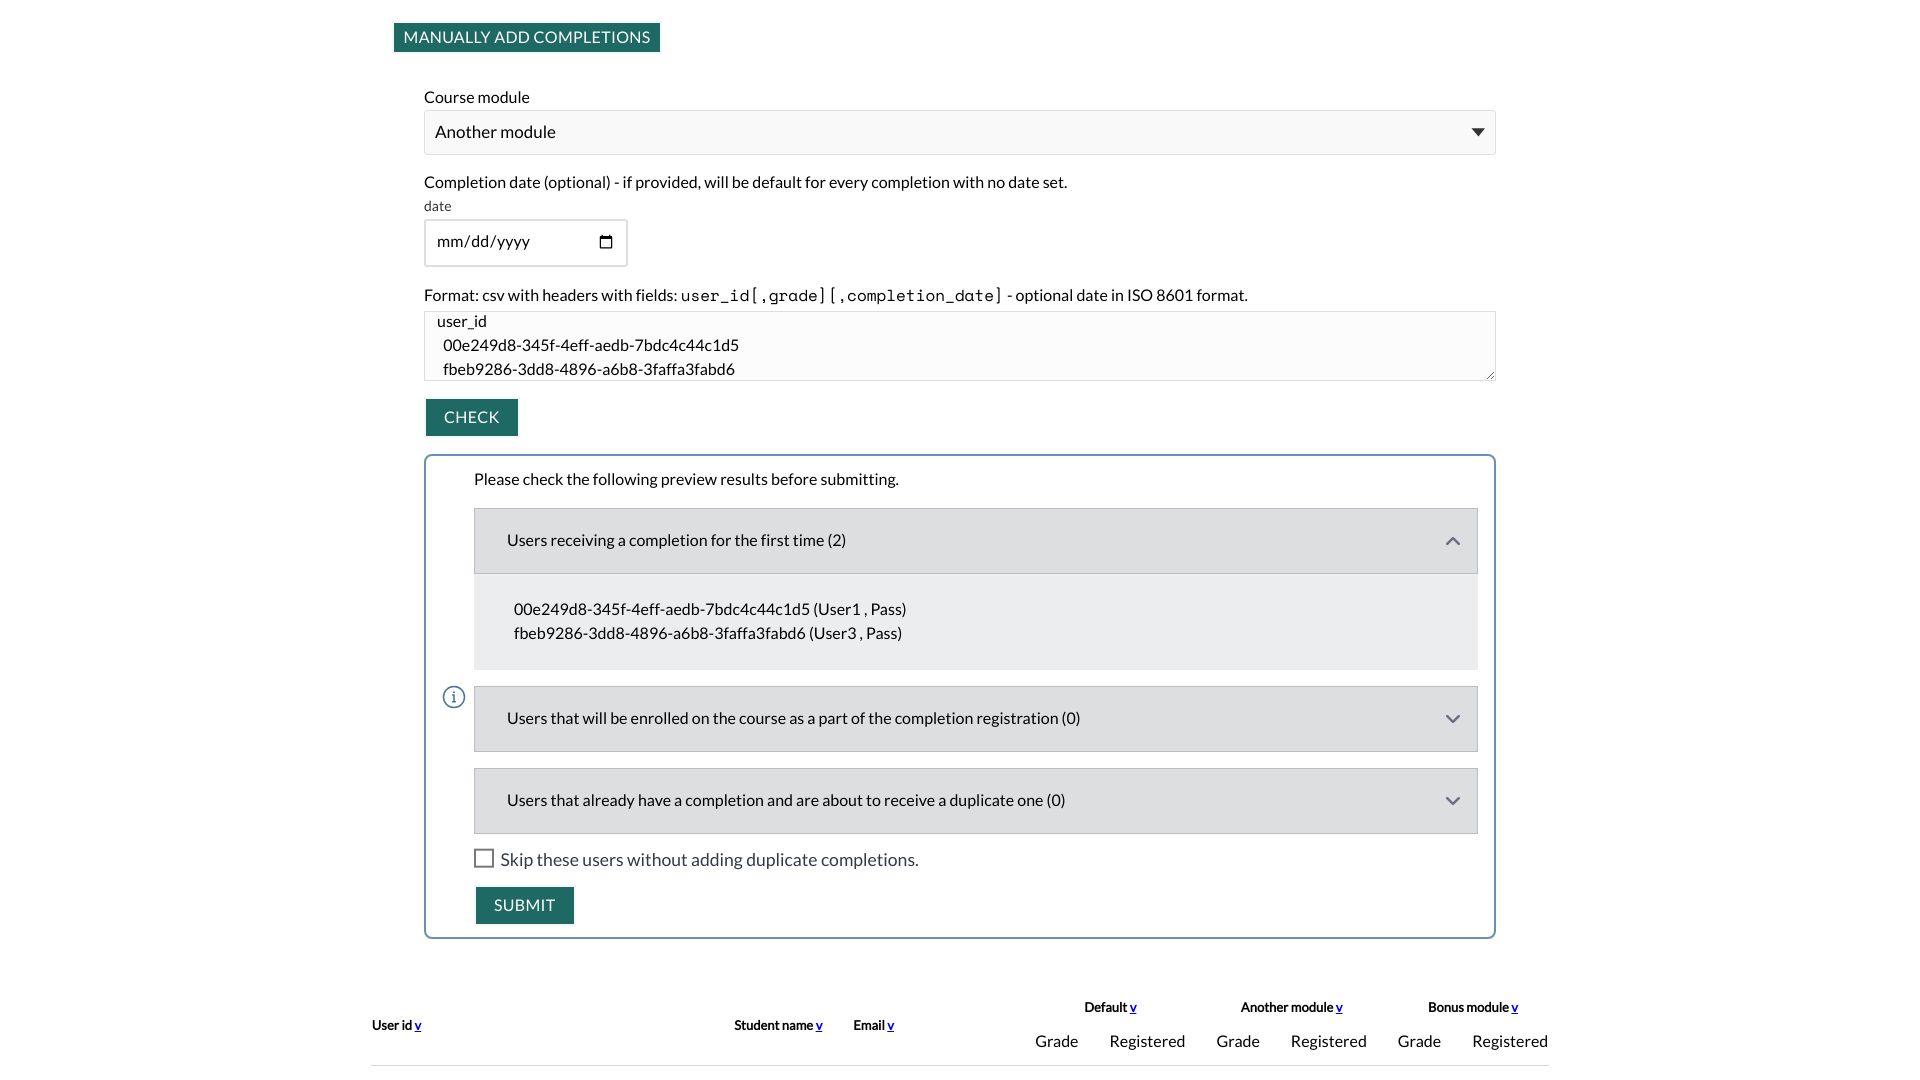 MANUALLY ADD COMPLETIONS
Course module
Another module
Completion date (optional) - if provided, will be default for every completion with no date set.
date
mm/dd/yyyy
Format: csv with headers with fields: user_id[,grade][,completion_date] - optional date in ISO 8601 format.
user_id
00e249d8-345f-4eff-aedb-7bdc4c44c1d5
fbeb9286-3dd8-4896-a6b8-3faffa3fabd6
CHECK
Please check the following preview results before submitting.
Users receiving a completion for the first time (2)
00e249d8-345f-4eff-aedb-7bdc4c44c1d5 (User1 , Pass)
fbeb9286-3dd8-4896-a6b8-3faffa3fabd6 (User3 , Pass)
Users that will be enrolled on the course as a part of the completion registration (0)
Users that already have a completion and are about to receive a duplicate one (0)
Skip these users without adding duplicate completions.
SUBMIT
Default v Another module v Bonus module v
User id v Student name v Email v
Grade Registered Grade Registered Grade Registered